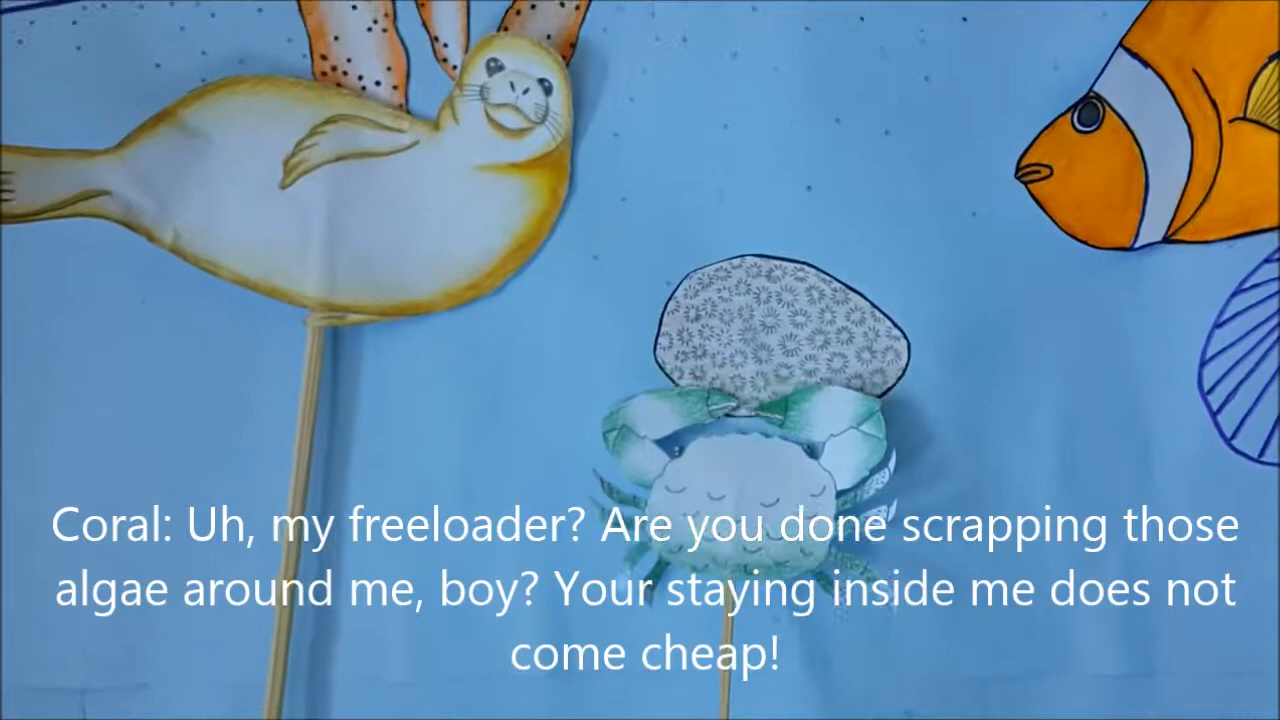 Coral: Uh, my freeloader? Are you done scrapping those
algae around me, boy? Your staying inside me does not
come cheap!